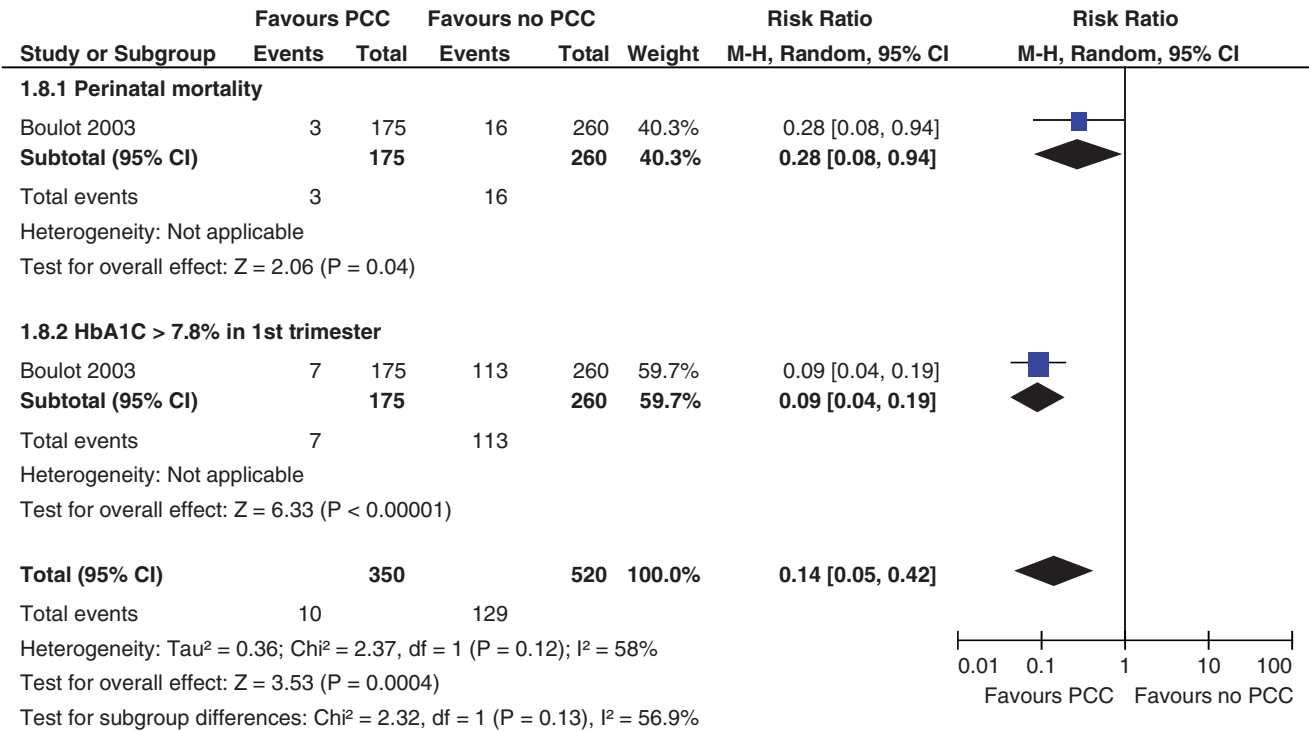 Favours PCC Favours no PCC Risk Ratio Risk Ratio
Study or Subgroup Events Total Events Total Weight M-H, Random, 95% CI M-H, Random, 95% CI
1.8.1 Perinatal mortality
Boulot 2003 3 175 16 260 40.3% 0.28 [0.08, 0.94]
Subtotal (95% CI) 175 260 40.3% 0.28 [0.08, 0.94]
Total events 3 16
Heterogeneity: Not applicable
Test for overall effect: Z = 2.06 (P = 0.04)
1.8.2 HbA1C > 7.8% in 1st trimester
Boulot 2003 7 175 113 260 59.7% 0.09 [0.04, 0.19]
Subtotal (95% CI) 175 260 59.7% 0.09 [0.04, 0.19]
Total events 7 113
Heterogeneity: Not applicable
Test for overall effect: Z = 6.33 (P < 0.00001)
Total (95% CI) 350 520 100.0% 0.14 [0.05, 0.42]
Total events 10 129
Heterogeneity: Tau² = 0.36; Chi² = 2.37, df = 1 (P = 0.12); I² = 58%
Test for overall effect: Z = 3.53 (P = 0.0004)
Test for subgroup differences: Chi² = 2.32, df = 1 (P = 0.13), I² = 56.9%
0.01 0.1 1 10 100
Favours PCC Favours no PCC